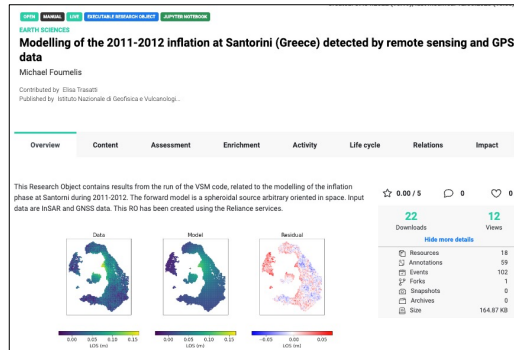 OPEN MANUAL LIVE EXECUTABLE RESEARCH OBJECT JUPYTER NOTEBOOK
EARTH SCIENCES
Modelling of the 2011-2012 inflation at Santorini (Greece) detected by remote sensing and GPS
data
Michael Foumelis
Contributed by Elisa Trasatti
Published by Istituto Nazionale di Geofisica e Vulcanologi...
Overview Content Assessment Enrichment Activity Life cycle Relations Impact
This Research Object contains results from the run of the VSM code, related to the modelling of the inflation
phase at Santorni during 2011-2012. The forward model is a spheroidal source arbitrary oriented in space. Input
data are InSAR and GNSS data. This RO has been created using the Reliance services.
0.00 / 5 0 0
22 12
Downloads Views
Hide more details
Resources 18
Annotations 59
Events 102
Forks 1
Snapshots 0
Archives 0
Size 164.87 KB
Data Model Residual
0.00 0.05 0.10 0.15 0.00 0.05 0.10 0.15 −0.05 0.00 0.05
LOS (m) LOS (m) LOS (m)